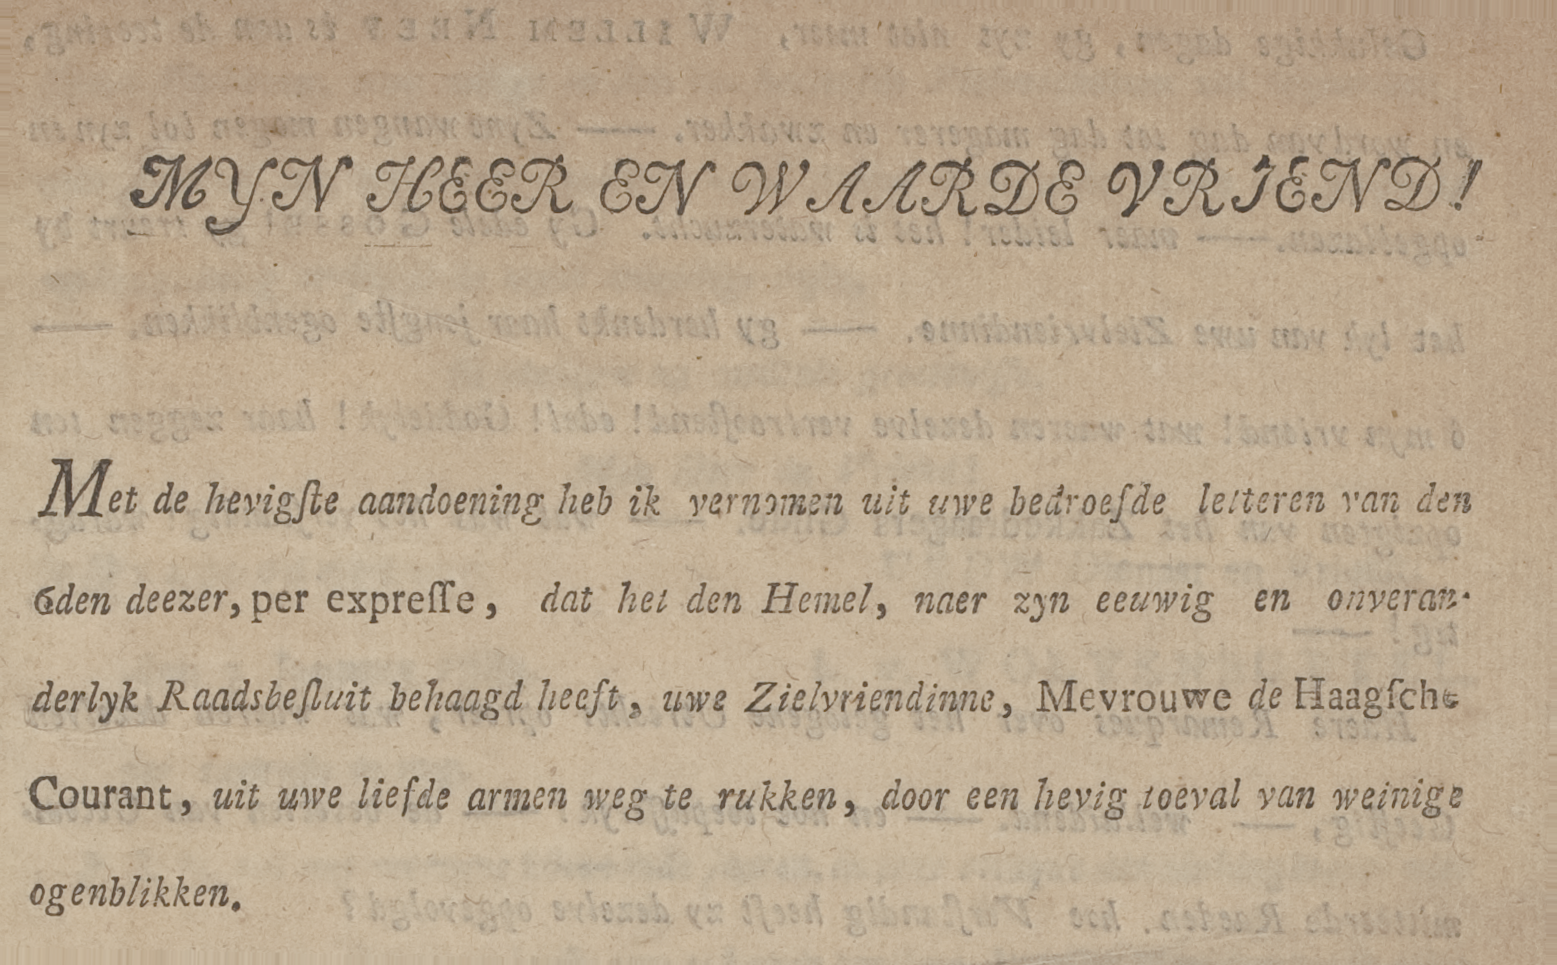 MYN HEER EN WAARDE VRIEND!
Met de hevigſte aandoening heb ik vernomen uit uwe bedroefde letteren van den
6den deezer, per expreſſe, dat het den Hemel, naer zyn eeuwig en onveran-
derlyk Raadsbeſluit behaagd heeft, uwe Zielvriendinne, Mevrouwe de Haagſche
Courant, uit uwe liefde armen weg te rukken, door een hevig toeval van weinige
ogenblikken.